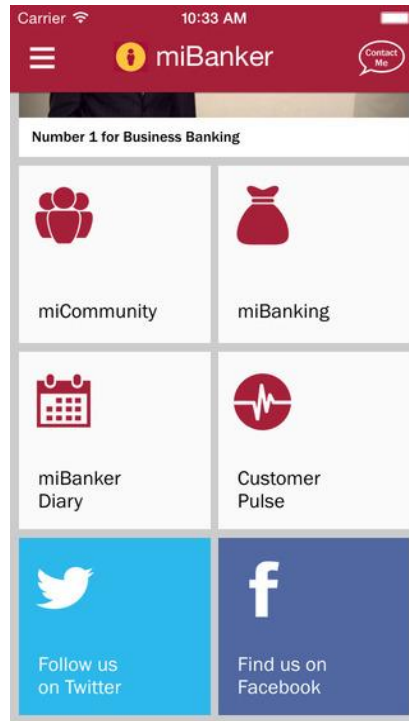 Carrier 10:33 AM
miBanker
Contact
Me
Number 1 for Business Banking
miCommunity
miBanking
miBanker
Diary
Customer
Pulse
Follow us
on Twitter
Find us on
Facebook